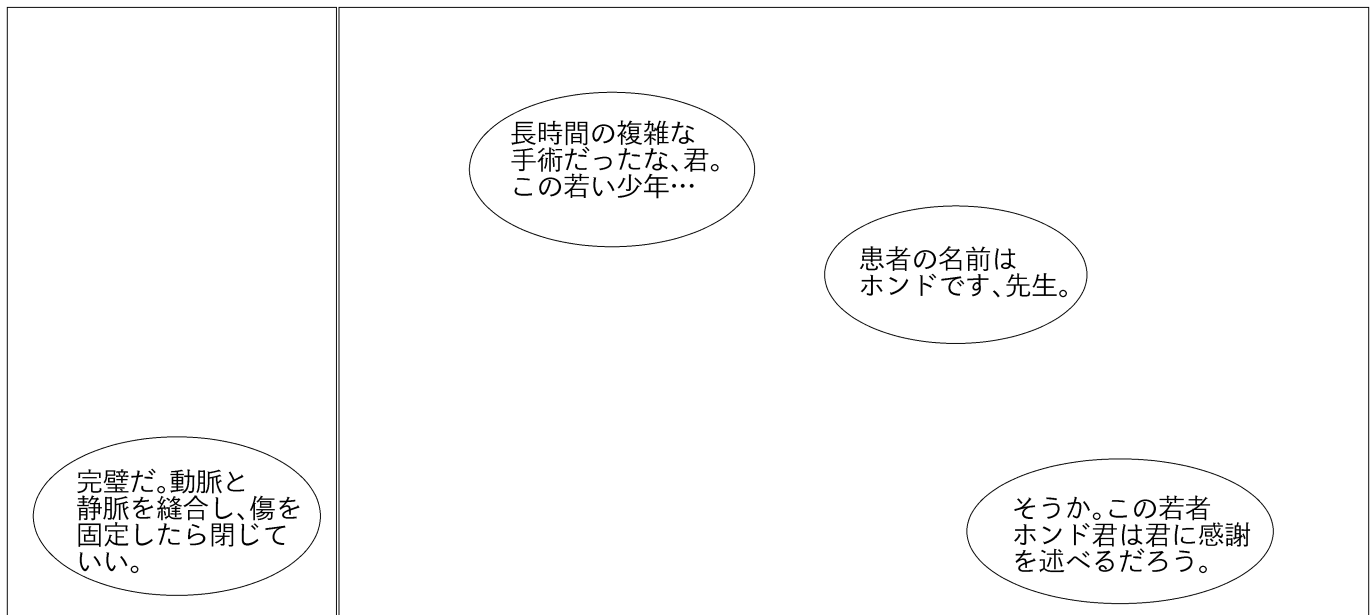 完璧だ。動脈と
静脈を縫合し、傷を
固定したら閉じて
いい。
長時間の複雑な
手術だったな、君。
この若い少年…
患者の名前は
ホンドです、先生。
そうか。この若者
ホンド君は君に感謝
を述べるだろう。